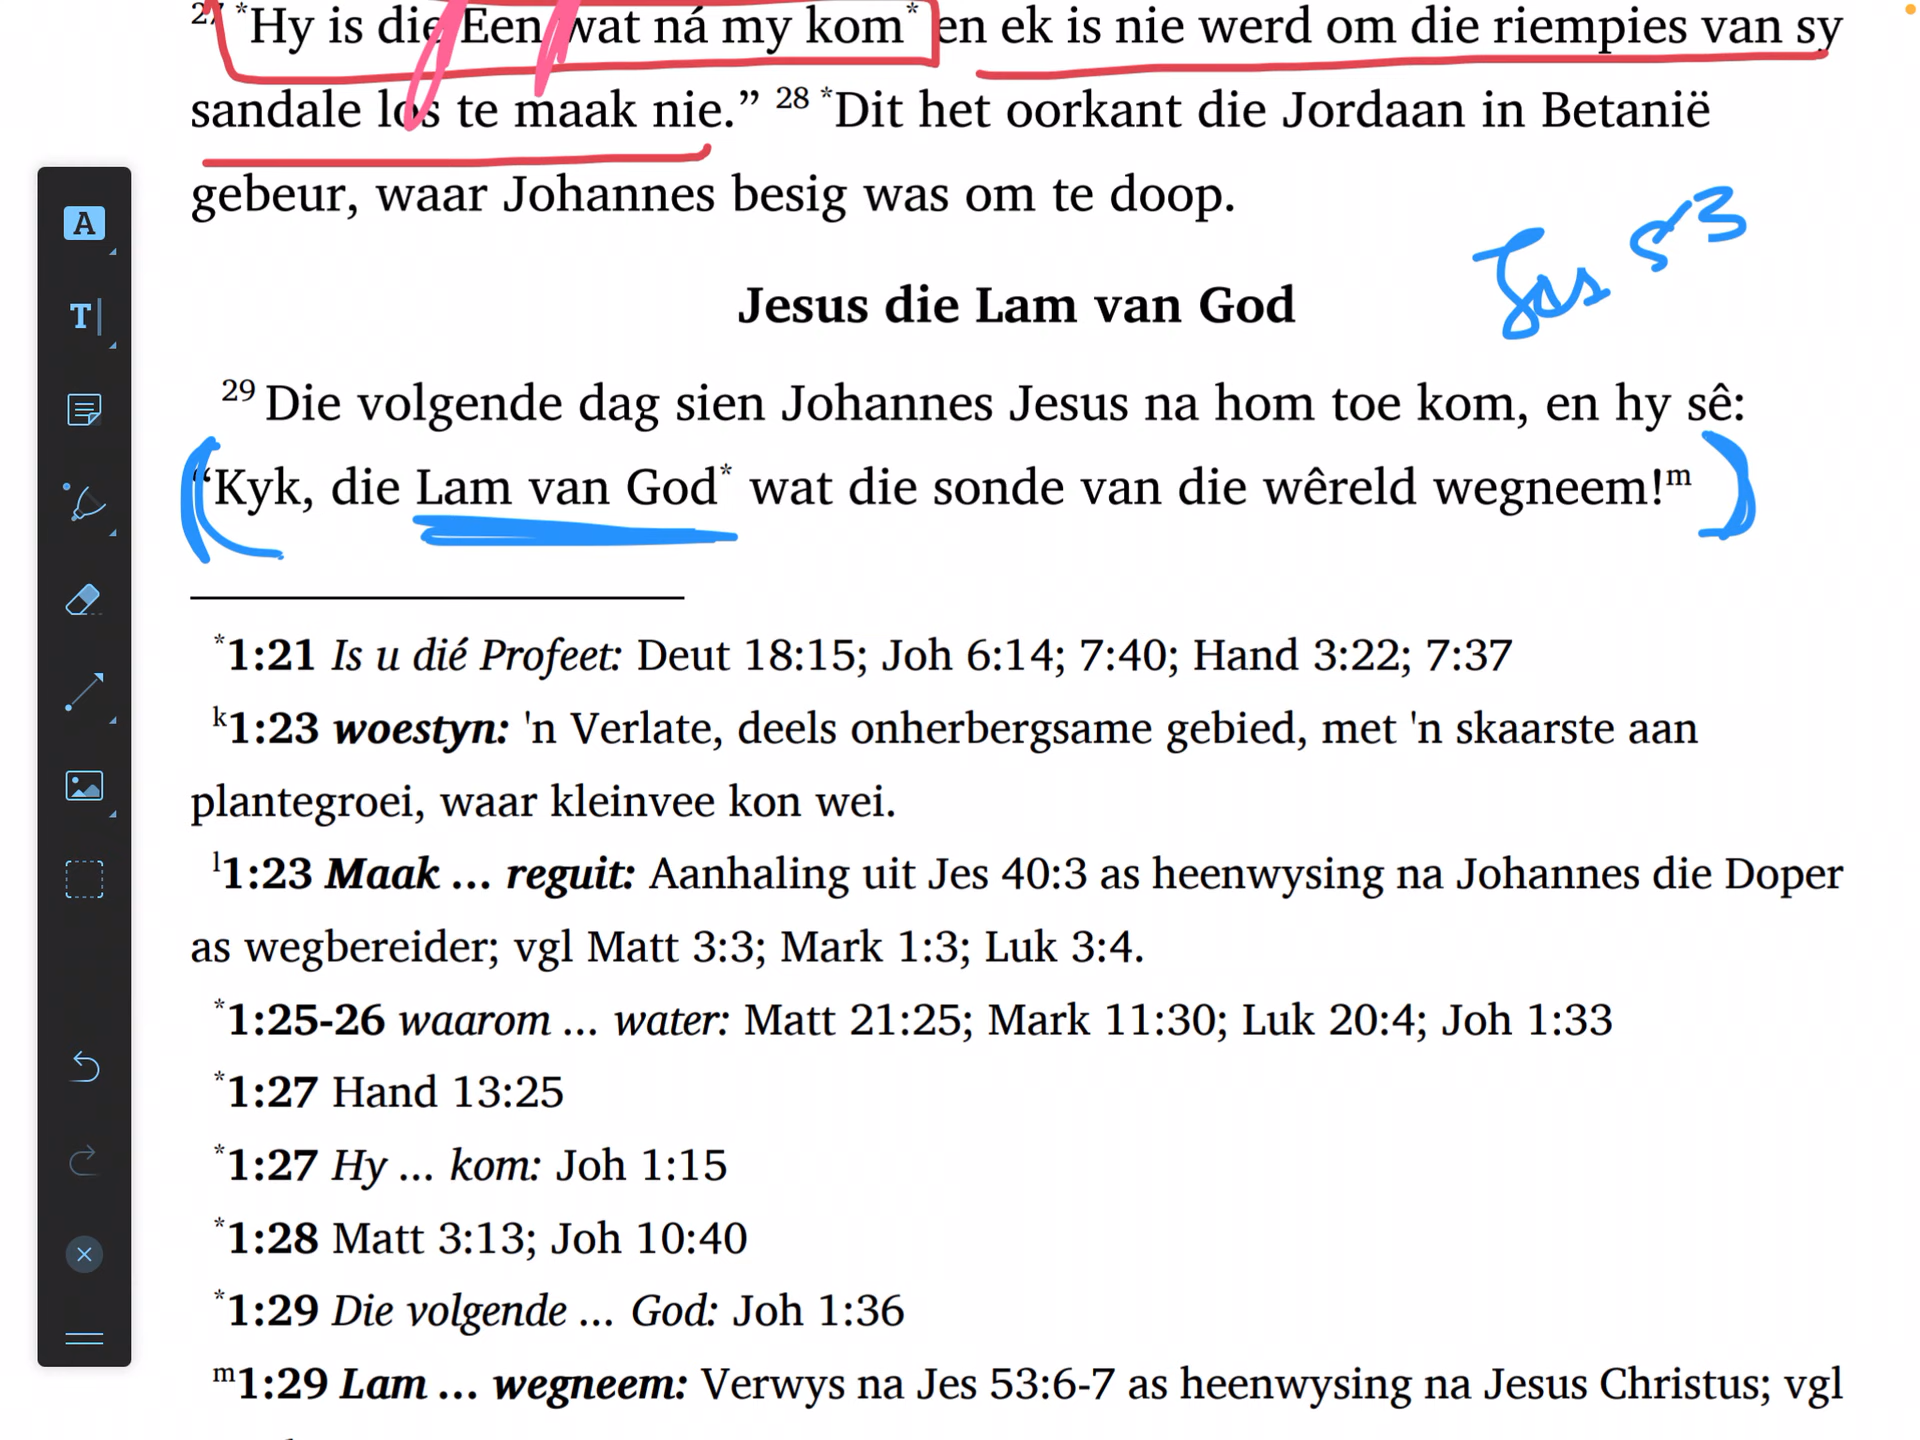 27 *Hy is die Een wat ná my kom* en ek is nie werd om die riempies van sy
sandale los te maak nie.” 28 *Dit het oorkant die Jordaan in Betanië
gebeur, waar Johannes besig was om te doop.
Jes 53
Jesus die Lam van God
29 Die volgende dag sien Johannes Jesus na hom toe kom, en hy sê:
“Kyk, die Lam van God* wat die sonde van die wêreld wegneem!m
*1:21 Is u dié Profeet: Deut 18:15; Joh 6:14; 7:40; Hand 3:22; 7:37
k1:23 woestyn: 'n Verlate, deels onherbergsame gebied, met 'n skaarste aan
plantegroei, waar kleinvee kon wei.
l1:23 Maak ... reguit: Aanhaling uit Jes 40:3 as heenwysing na Johannes die Doper
as wegbereider; vgl Matt 3:3; Mark 1:3; Luk 3:4.
*1:25-26 waarom ... water: Matt 21:25; Mark 11:30; Luk 20:4; Joh 1:33
*1:27 Hand 13:25
*1:27 Hy ... kom: Joh 1:15
*1:28 Matt 3:13; Joh 10:40
*1:29 Die volgende ... God: Joh 1:36
m1:29 Lam ... wegneem: Verwys na Jes 53:6-7 as heenwysing na Jesus Christus; vgl